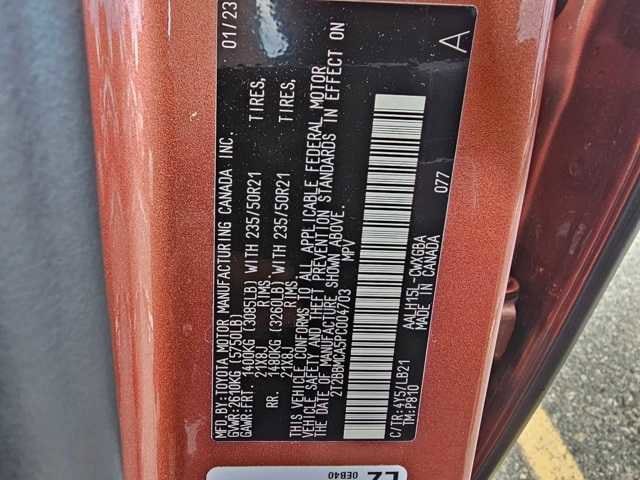 MFD.BY:TOYOTA MOTOR MANUFACTURING CANADA INC. 01/23
GVWR:2610KG(5750LB)
GAWR:FRT. 1400KG(3085LB) WITH 235/50R21 TIRES,
21X8J RIMS
RR. 1480KG(3260LB) WITH 235/50R21 TIRES,
21X8J RIMS
THIS VEHICLE CONFORMS TO ALL APPLICABLE FEDERAL MOTOR
VEHICLE SAFETY AND THEFT PREVENTION STANDARDS IN EFFECT ON
THE DATE OF MANUFACTURE SHOWN ABOVE.
2T2BBMCA5PC004703 MPV
077 A
C/TR:4Y5/LB21 AALH15L-CWXGBA
TM:P810 MADE IN CANADA
0EB40